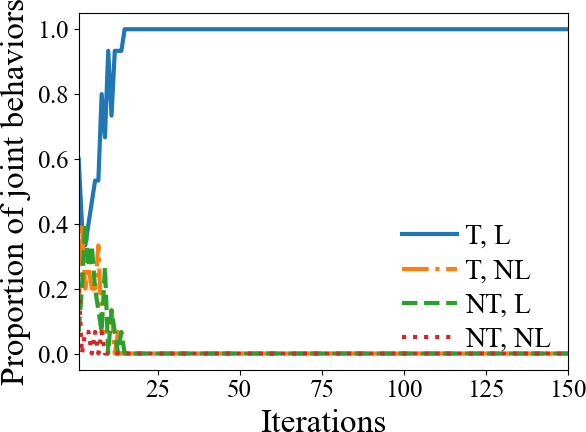 Proportion of joint behaviors
1.0
0.8
0.6
0.4
0.2
0.0
T, L
T, NL
NT, L
NT, NL
25 50 75 100 125 150
Iterations